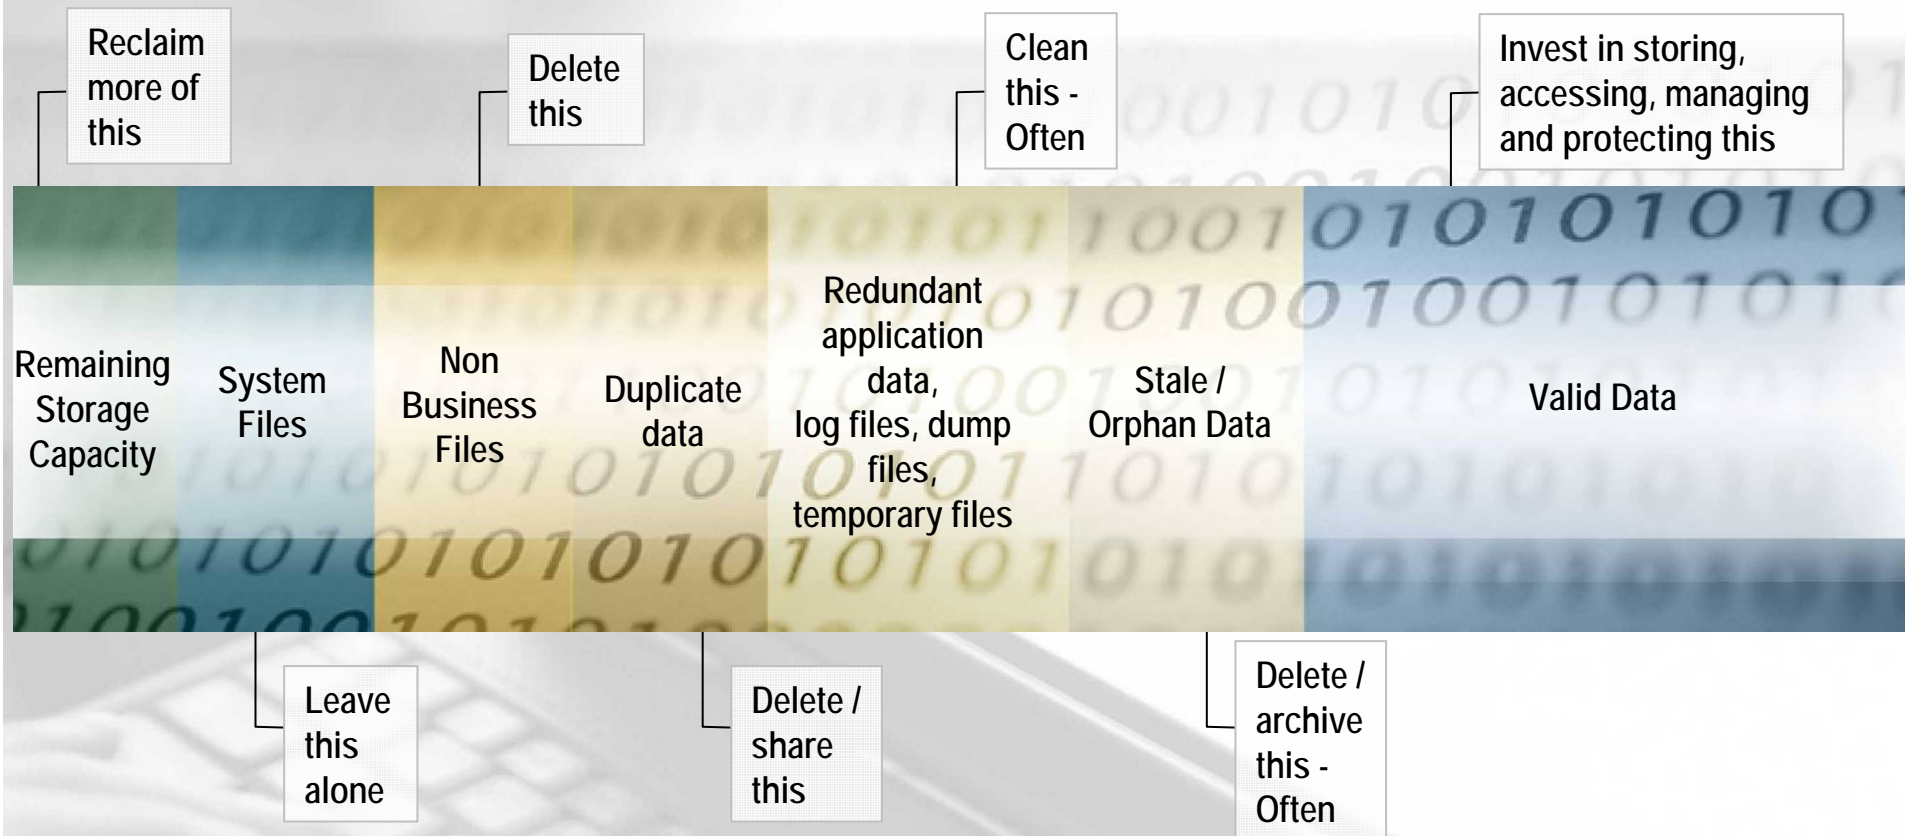 Reclaim
more of
this
Delete
this
Clean
this -
Often
Invest in storing,
accessing, managing
and protecting this
Remaining
Storage
Capacity
System
Files
Non
Business
Files
Duplicate
data
Redundant
application
data,
log files, dump
files,
temporary files
Stale /
Orphan Data
Valid Data
Leave
this
alone
Delete /
share
this
Delete /
archive
this -
Often